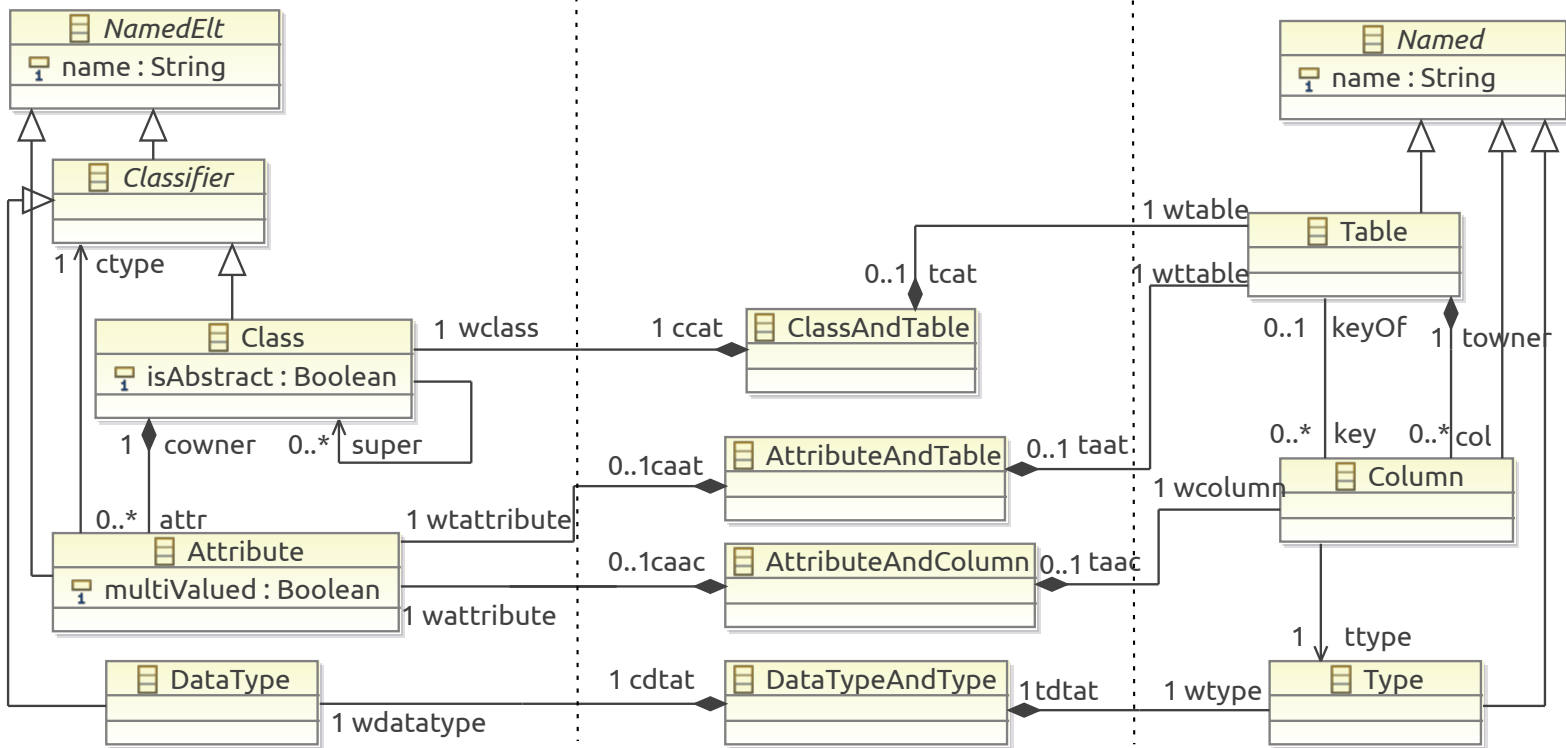 NamedElt
name : String
Named
name : String
Classifier
1 ctype
1 wtable
Table
0..1 tcat
1 wttable
Class
isAbstract : Boolean
1 wclass
1 ccat
ClassAndTable
0..1 keyOf
1 towner
1 cowner
0..* super
0..* key
0..* col
0..1caat
AttributeAndTable
0..1 taat
Column
1 wcolumn
0..* attr
1 wtattribute
Attribute
multiValued : Boolean
0..1caac
AttributeAndColumn
0..1 taac
1 wattribute
1 ttype
DataType
1 wdatatype
1 cdtat
DataTypeAndType
1tdtat
1 wtype
Type